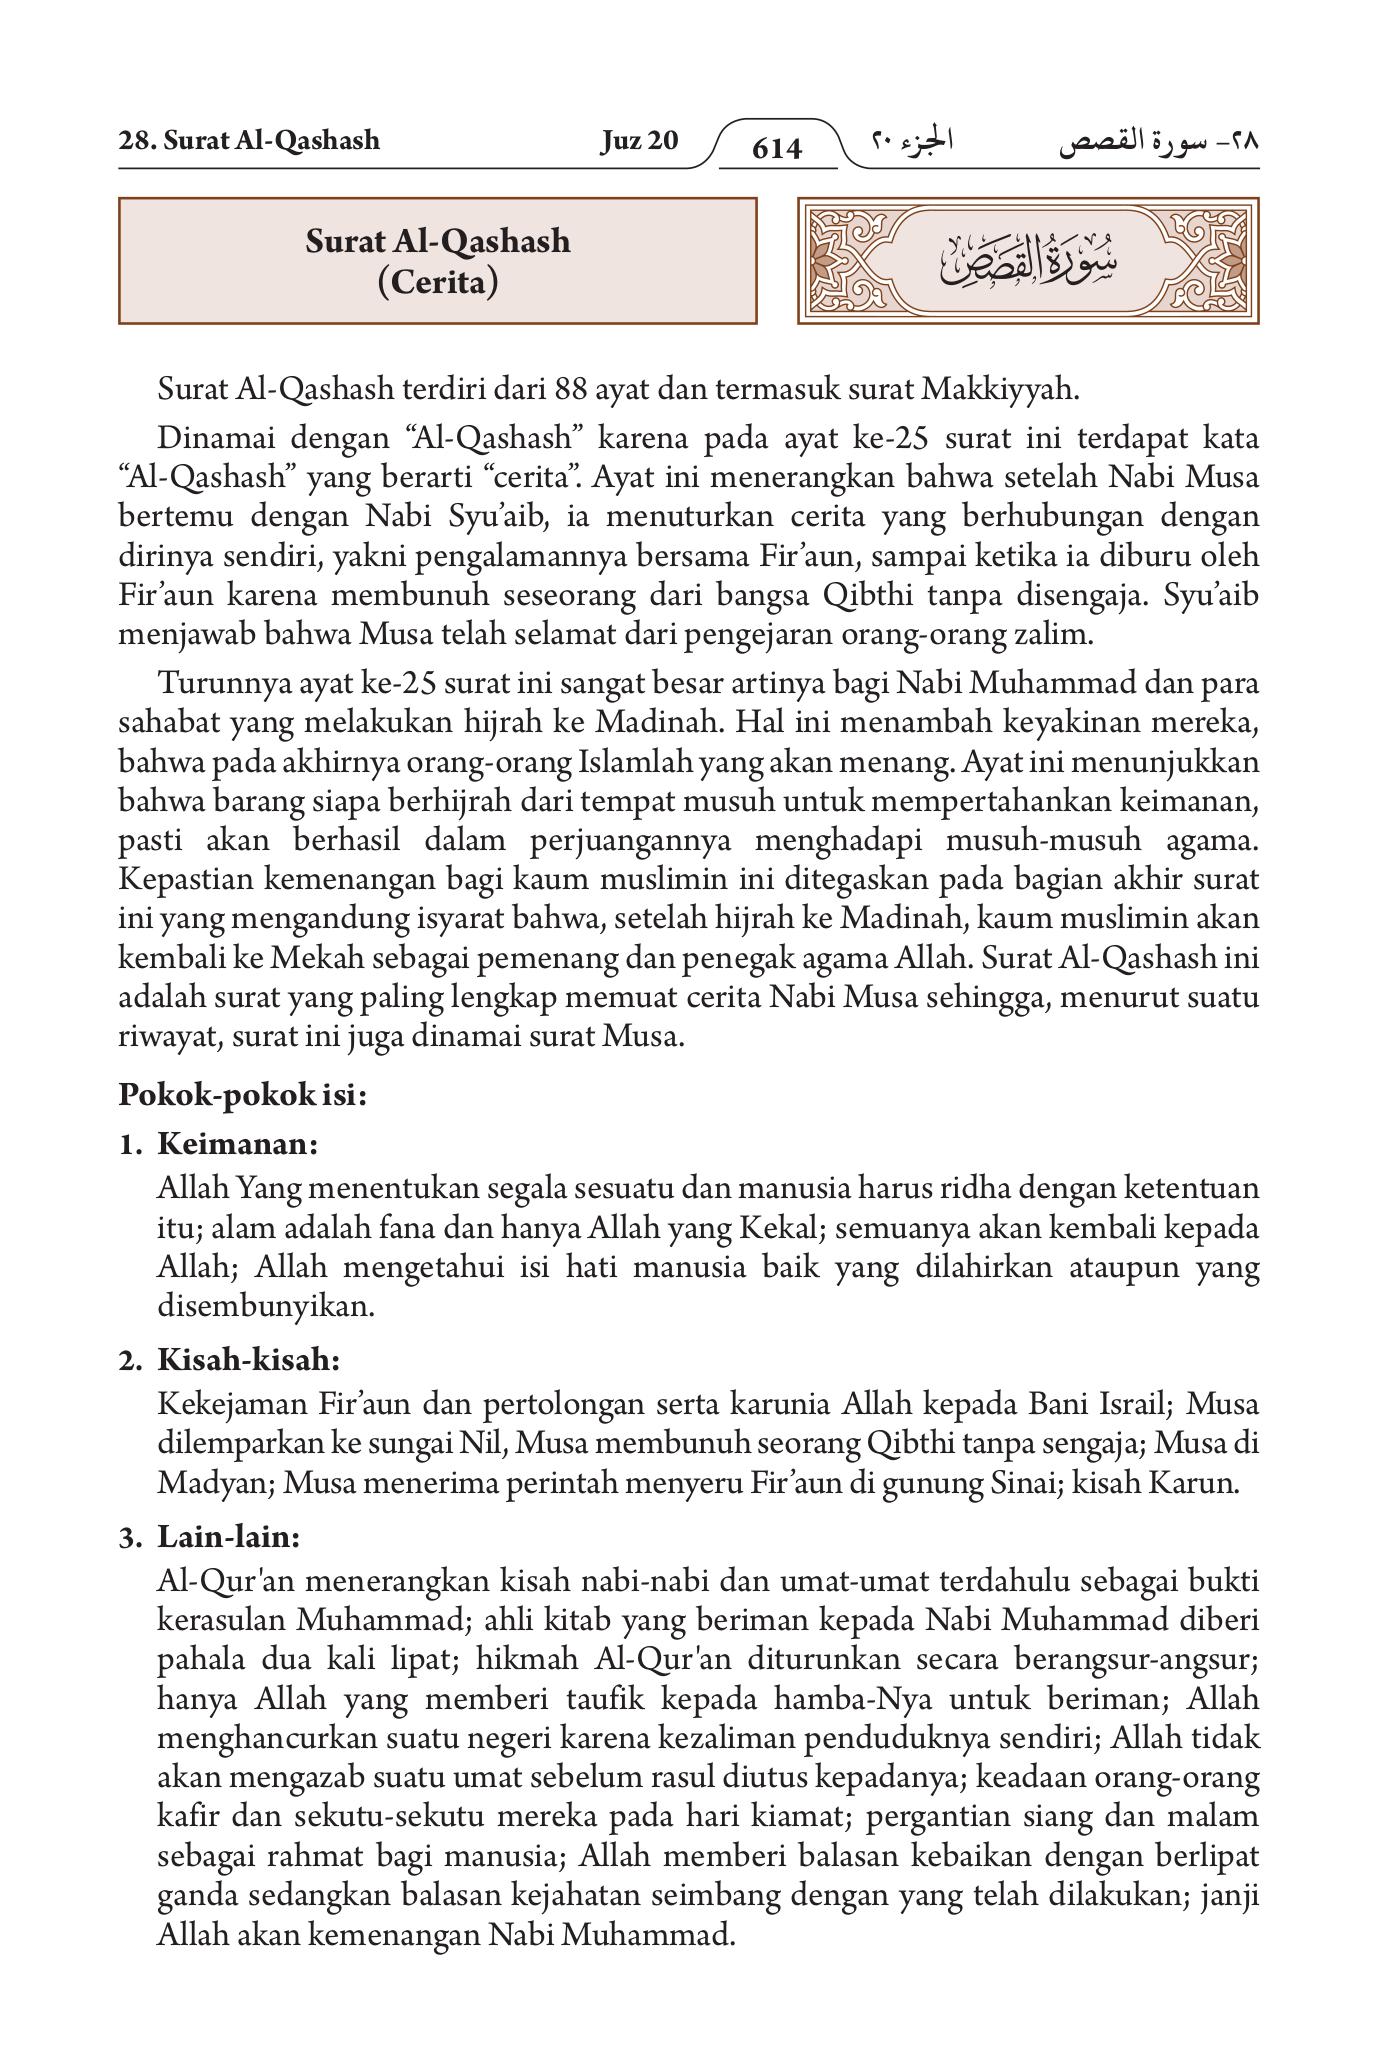 28. Surat Al-Qashash Juz 20 614 الجزء ٢٠ ٢٨- سورة القصص
Surat Al-Qashash
(Cerita)
سُورَةُ القَصَصِ
Surat Al-Qashash terdiri dari 88 ayat dan termasuk surat Makkiyyah.
Dinamai dengan “Al-Qashash” karena pada ayat ke-25 surat ini terdapat kata
“Al-Qashash” yang berarti “cerita”. Ayat ini menerangkan bahwa setelah Nabi Musa
bertemu dengan Nabi Syu’aib, ia menuturkan cerita yang berhubungan dengan
dirinya sendiri, yakni pengalamannya bersama Fir’aun, sampai ketika ia diburu oleh
Fir’aun karena membunuh seseorang dari bangsa Qibthi tanpa disengaja. Syu’aib
menjawab bahwa Musa telah selamat dari pengejaran orang-orang zalim.
Turunnya ayat ke-25 surat ini sangat besar artinya bagi Nabi Muhammad dan para
sahabat yang melakukan hijrah ke Madinah. Hal ini menambah keyakinan mereka,
bahwa pada akhirnya orang-orang Islamlah yang akan menang. Ayat ini menunjukkan
bahwa barang siapa berhijrah dari tempat musuh untuk mempertahankan keimanan,
pasti akan berhasil dalam perjuangannya menghadapi musuh-musuh agama.
Kepastian kemenangan bagi kaum muslimin ini ditegaskan pada bagian akhir surat
ini yang mengandung isyarat bahwa, setelah hijrah ke Madinah, kaum muslimin akan
kembali ke Mekah sebagai pemenang dan penegak agama Allah. Surat Al-Qashash ini
adalah surat yang paling lengkap memuat cerita Nabi Musa sehingga, menurut suatu
riwayat, surat ini juga dinamai surat Musa.
Pokok-pokok isi:
1. Keimanan:
Allah Yang menentukan segala sesuatu dan manusia harus ridha dengan ketentuan
itu; alam adalah fana dan hanya Allah yang Kekal; semuanya akan kembali kepada
Allah; Allah mengetahui isi hati manusia baik yang dilahirkan ataupun yang
disembunyikan.
2. Kisah-kisah:
Kekejaman Fir’aun dan pertolongan serta karunia Allah kepada Bani Israil; Musa
dilemparkan ke sungai Nil, Musa membunuh seorang Qibthi tanpa sengaja; Musa di
Madyan; Musa menerima perintah menyeru Fir’aun di gunung Sinai; kisah Karun.
3. Lain-lain:
Al-Qur'an menerangkan kisah nabi-nabi dan umat-umat terdahulu sebagai bukti
kerasulan Muhammad; ahli kitab yang beriman kepada Nabi Muhammad diberi
pahala dua kali lipat; hikmah Al-Qur'an diturunkan secara berangsur-angsur;
hanya Allah yang memberi taufik kepada hamba-Nya untuk beriman; Allah
menghancurkan suatu negeri karena kezaliman penduduknya sendiri; Allah tidak
akan mengazab suatu umat sebelum rasul diutus kepadanya; keadaan orang-orang
kafir dan sekutu-sekutu mereka pada hari kiamat; pergantian siang dan malam
sebagai rahmat bagi manusia; Allah memberi balasan kebaikan dengan berlipat
ganda sedangkan balasan kejahatan seimbang dengan yang telah dilakukan; janji
Allah akan kemenangan Nabi Muhammad.